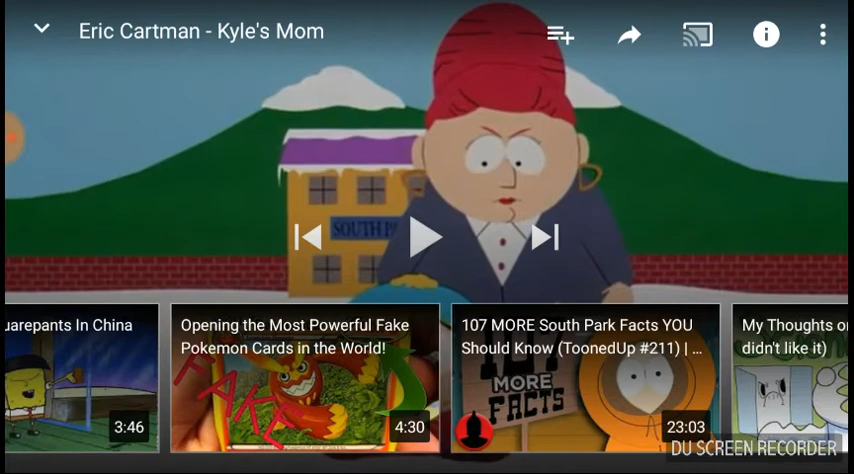 Eric Cartman - Kyle's Mom
SOUTH P
uarepants In China
3:46
Opening the Most Powerful Fake
Pokemon Cards in the World!
FAKE
4:30
107 MORE South Park Facts YOU
Should Know (ToonedUp #211) | ...
107
MORE
FACTS
23:03
My Thoughts o
didn't like it)
DU SCREEN RECORDER